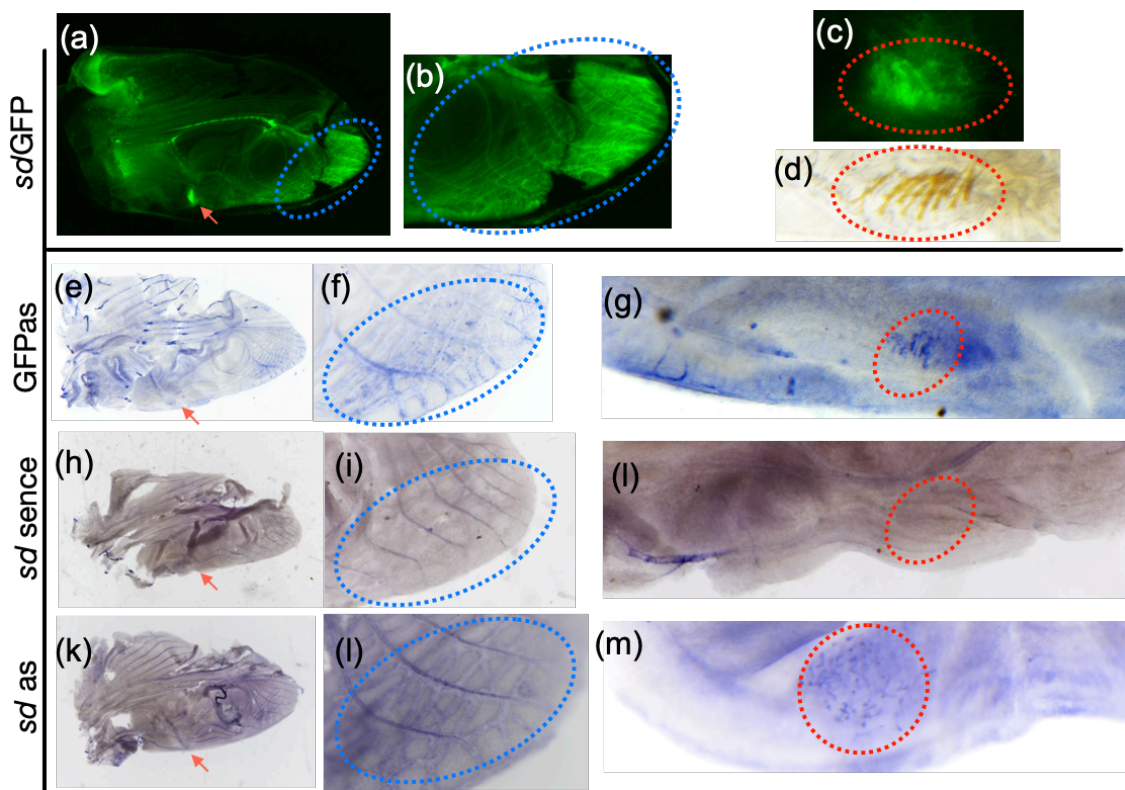 sdGFP
(a)
(b)
(c)
(d)
GFPas
(e)
(f)
(g)
sd sence
(h)
(i)
(l)
sd as
(k)
(l)
(m)